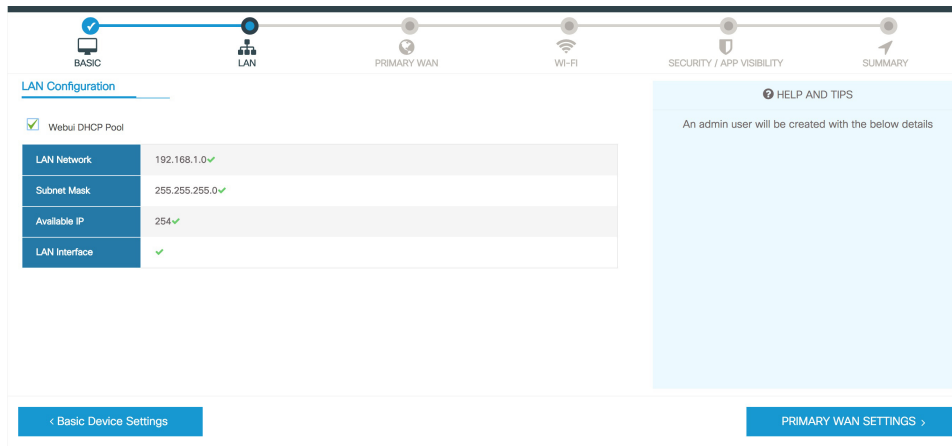 BASIC LAN PRIMARY WAN WI-FI SECURITY / APP VISIBILITY SUMMARY
LAN Configuration
HELP AND TIPS
An admin user will be created with the below details
Webui DHCP Pool
LAN Network 192.168.1.0
Subnet Mask 255.255.255.0
Available IP 254
LAN Interface
< Basic Device Settings
PRIMARY WAN SETTINGS >